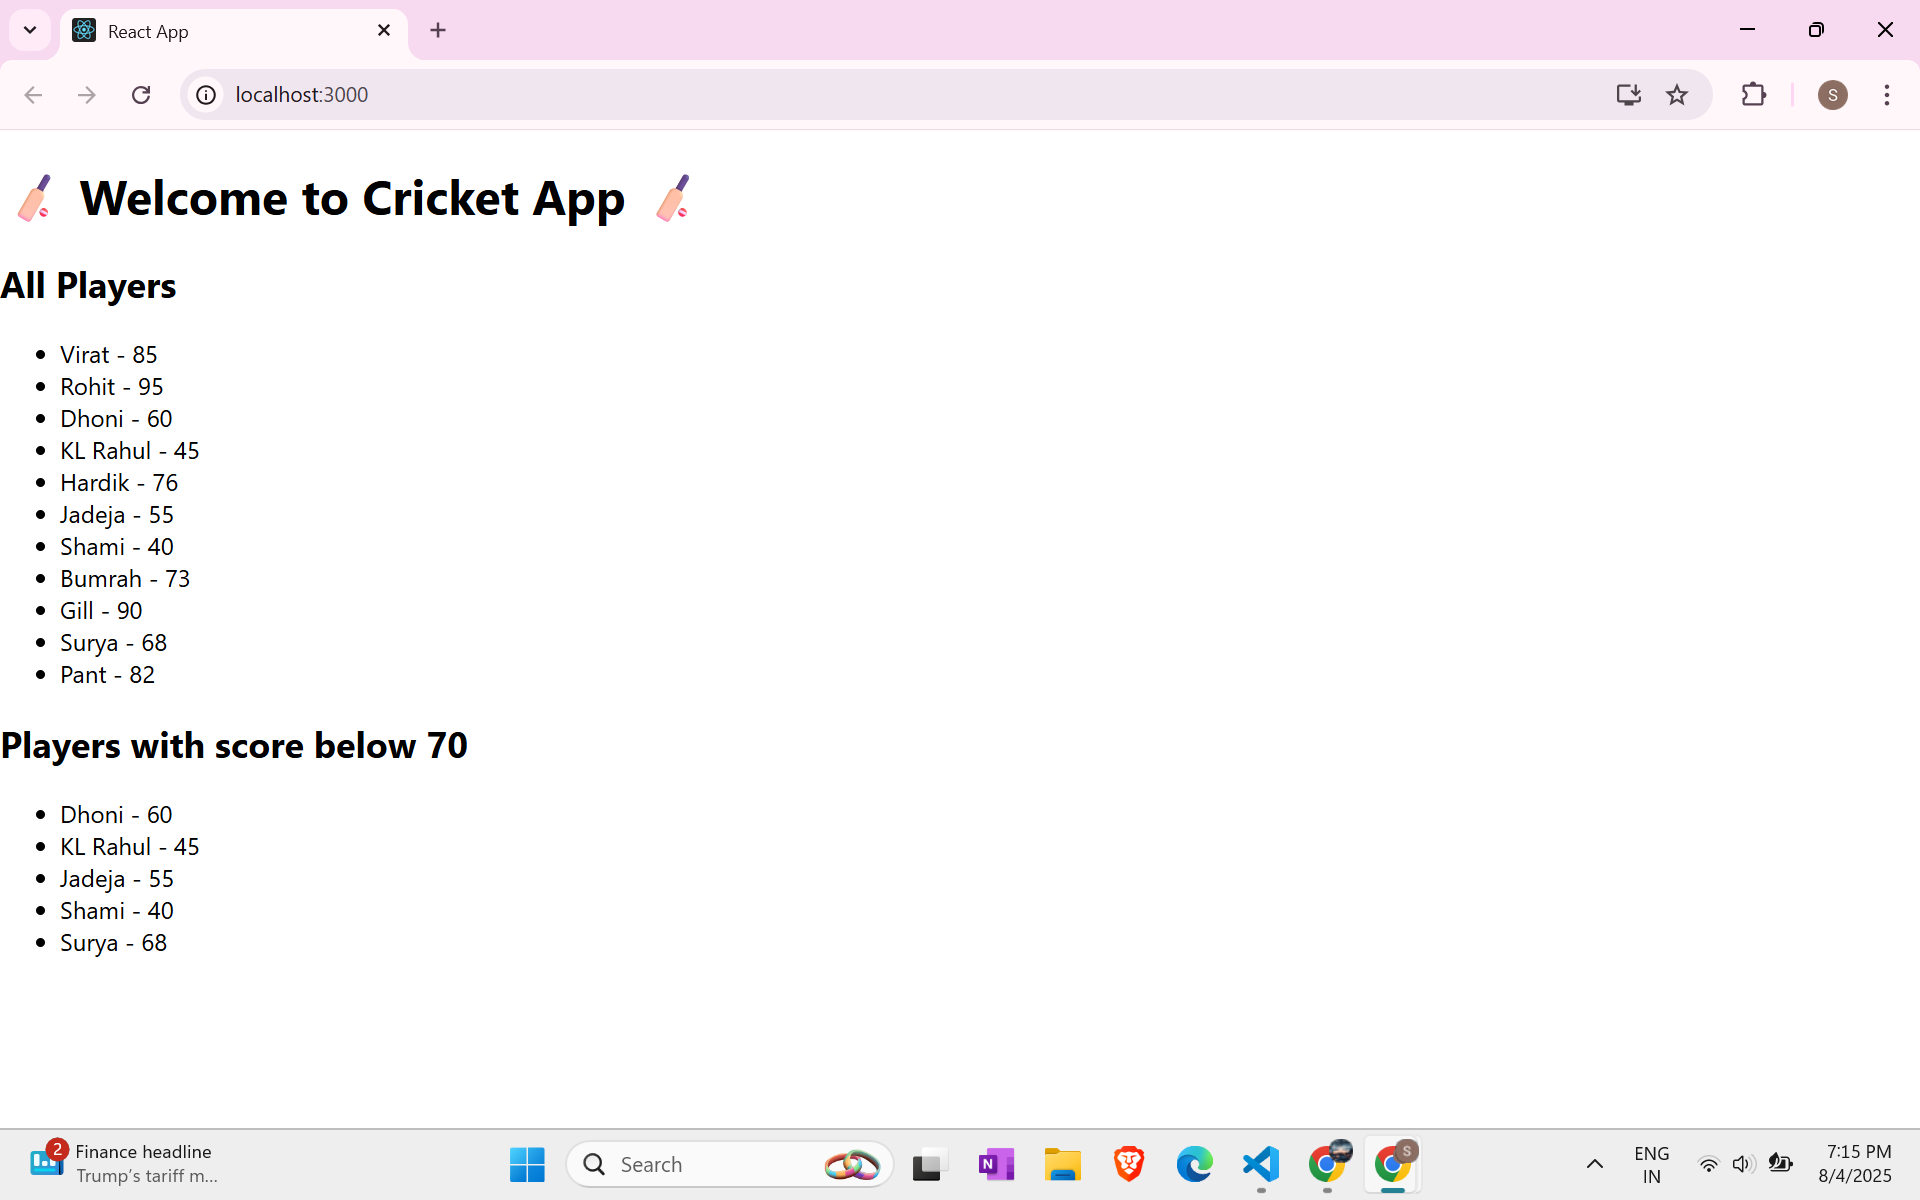 React App
localhost:3000
S
Welcome to Cricket App
All Players
Virat - 85
Rohit - 95
Dhoni - 60
KL Rahul - 45
Hardik - 76
Jadeja - 55
Shami - 40
Bumrah - 73
Gill - 90
Surya - 68
Pant - 82
Players with score below 70
Dhoni - 60
KL Rahul - 45
Jadeja - 55
Shami - 40
Surya - 68
2
Finance headline
Trump's tariff m...
Search
N
S
ENG
IN
7:15 PM
8/4/2025